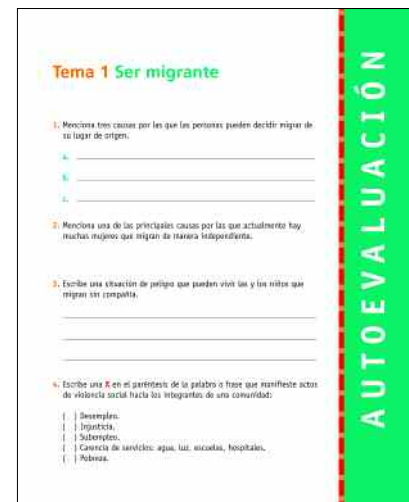 Tema 1 Ser migrante
1. Menciona tres causas por las que las personas pueden decidir migrar de
su lugar de origen.
a.
b.
c.
2. Menciona una de las principales causas por las que actualmente hay
muchas mujeres que migran de manera independiente.
3. Escribe una situación de peligro que pueden vivir las y los niños que
migran sin compañía.
4. Escribe una X en el paréntesis de la palabra o frase que manifieste actos
de violencia social hacia los integrantes de una comunidad:
( ) Desempleo.
( ) Injusticia.
( ) Subempleo.
( ) Carencia de servicios: agua, luz, escuelas, hospitales.
( ) Pobreza.
AUTOEVALUACIÓN